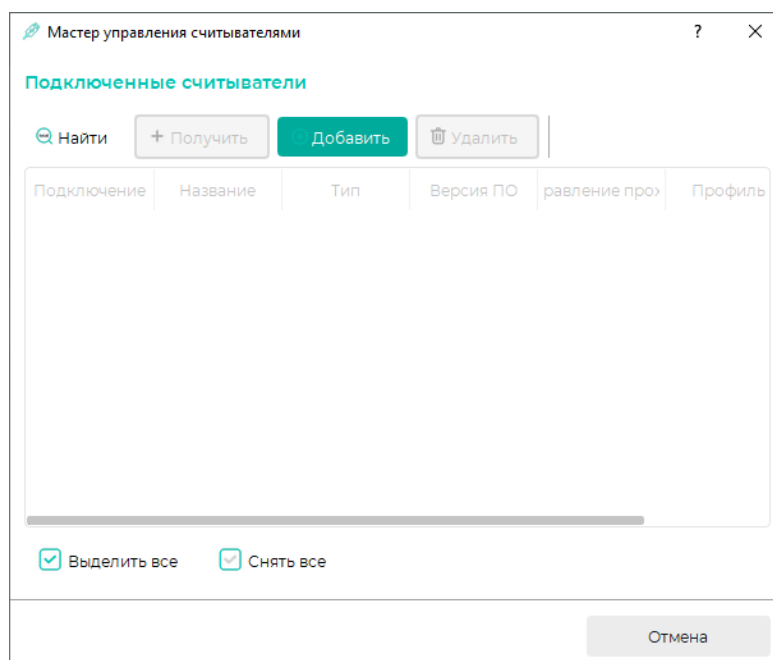 Мастер управления считывателями ?
Подключенные считыватели
Найти + Получить Добавить Удалить
Подключение Название Тип Версия ПО равление про Профиль
Выделить все Снять все
Отмена